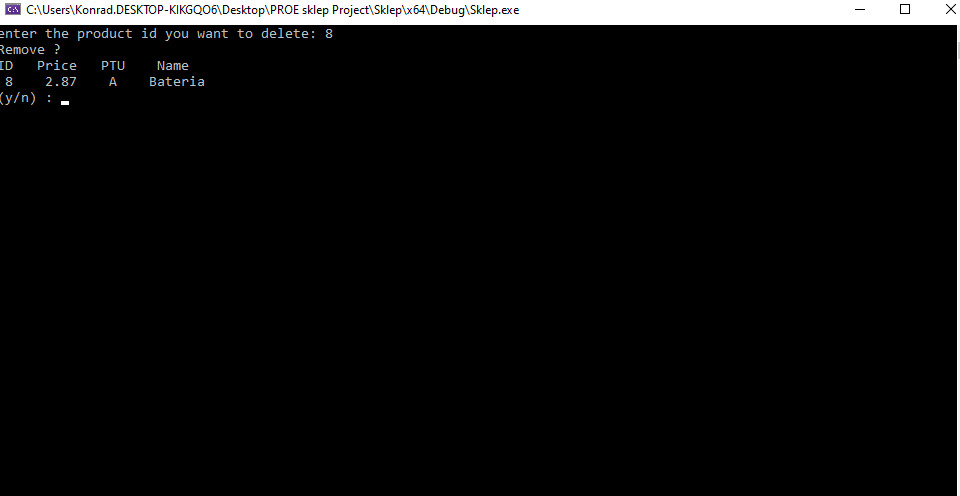 C:\Users\Konrad.DESKTOP-KIKGQO6\Desktop\PROE sklep Project\Sklep\x64\Debug\Sklep.exe
enter the product id you want to delete: 8
Remove ?
ID Price PTU Name
8 2.87 A Bateria
(y/n) :